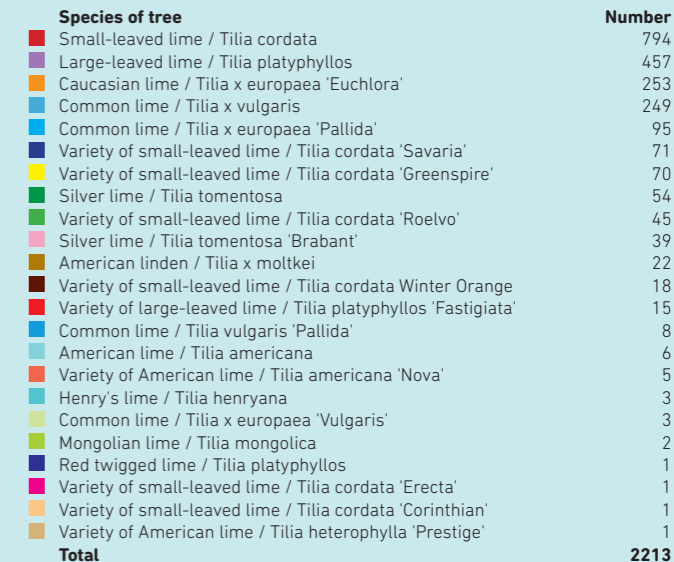 Species of tree Number
Small-leaved lime / Tilia cordata 794
Large-leaved lime / Tilia platyphyllos 457
Caucasian lime / Tilia x europaea 'Euchlora' 253
Common lime / Tilia x vulgaris 249
Common lime / Tilia x europaea 'Pallida' 95
Variety of small-leaved lime / Tilia cordata 'Savaria' 71
Variety of small-leaved lime / Tilia cordata 'Greenspire' 70
Silver lime / Tilia tomentosa 54
Variety of small-leaved lime / Tilia cordata 'Roelvo' 45
Silver lime / Tilia tomentosa 'Brabant' 39
American linden / Tilia x moltkei 22
Variety of small-leaved lime / Tilia cordata Winter Orange 18
Variety of large-leaved lime / Tilia platyphyllos 'Fastigiata' 15
Common lime / Tilia vulgaris 'Pallida' 8
American lime / Tilia americana 6
Variety of American lime / Tilia americana 'Nova' 5
Henry's lime / Tilia henryana 3
Common lime / Tilia x europaea 'Vulgaris' 3
Mongolian lime / Tilia mongolica 2
Red twigged lime / Tilia platyphyllos 1
Variety of small-leaved lime / Tilia cordata 'Erecta' 1
Variety of small-leaved lime / Tilia cordata 'Corinthian' 1
Variety of American lime / Tilia heterophylla 'Prestige' 1
Total 2213